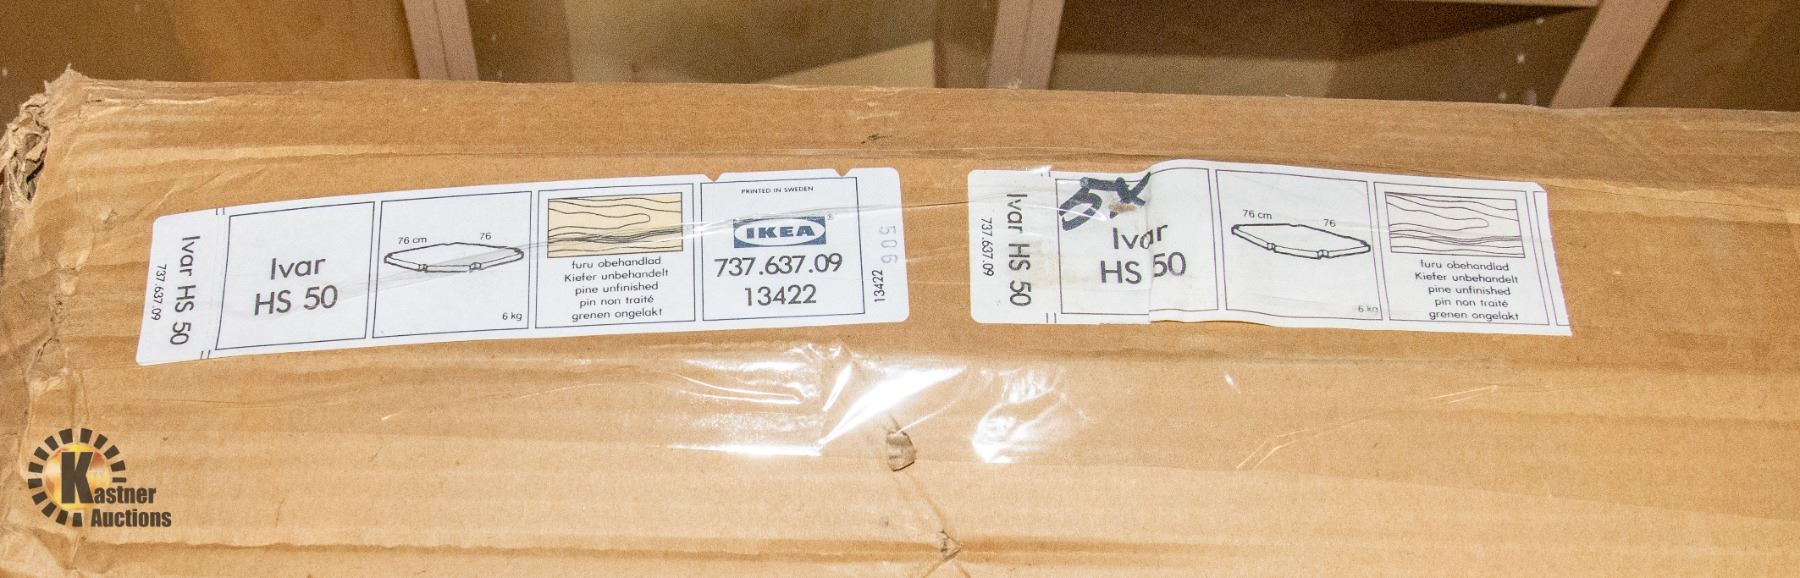 Ivar HS 50
737.637.09
Ivar
HS 50
76 cm 76
6 kg
furu obehandlad
Kiefer unbehandelt
pine unfinished
pin non traité
grenen ongelakt
PRINTED IN SWEDEN
IKEA®
737.637.09
13422
13422
506
737.637.09
Ivar HS 50
Ivar
HS 50
76 cm 76
6 kg
furu obehandlad
Kiefer unbehandelt
pine unfinished
pin non traité
grenen ongelakt
Kastner
Auctions